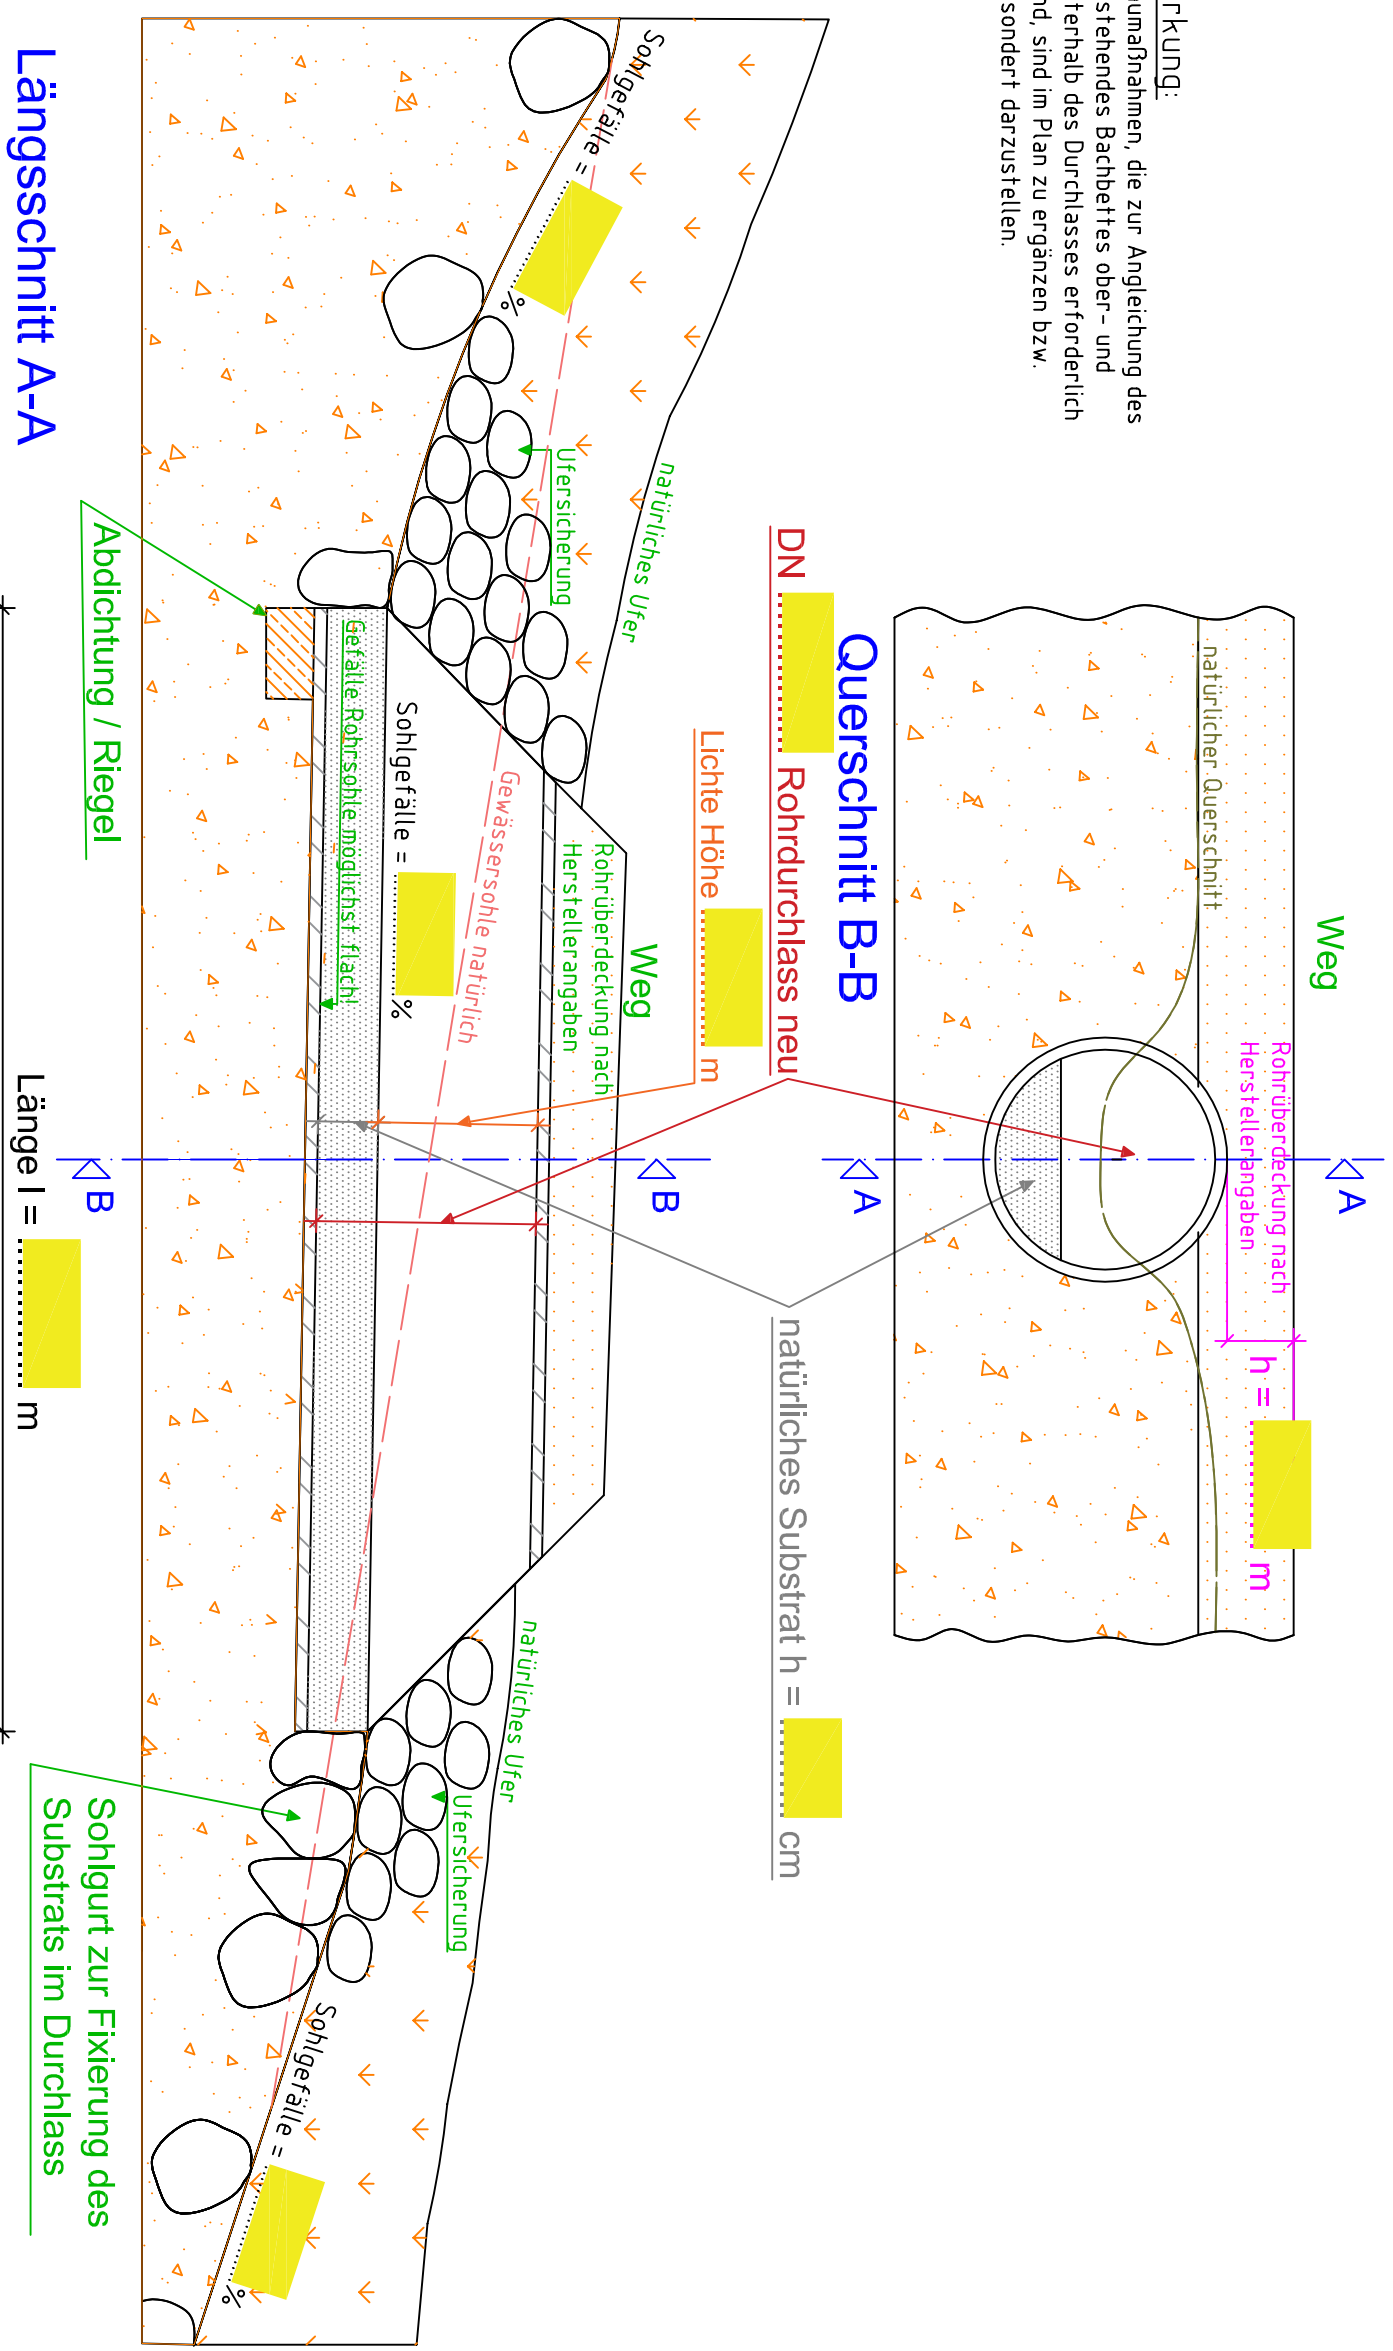 rkung:
umaßnahmen, die zur Angleichung des
stehendes Bachbettes ober- und
terhalb des Durchlasses erforderlich
nd, sind im Plan zu ergänzen bzw.
sondert darzustellen.
Weg
A
Rohrüberdeckung nach
Herstellerangaben
h = m
natürlicher Querschnitt
A
Querschnitt B-B
DN Rohrdurchlass neu
natürliches Substrat h = cm
Lichte Höhe m
B
natürliches Ufer
Weg
Rohrüberdeckung nach
Herstellerangaben
Sohlgefälle = %
Ufersicherung
Gewässersohle natürlich
natürliches Ufer
Sohlgefälle = %
Ufersicherung
Gefälle Rohrsohle möglichst flach!
Sohlgefälle = %
Abdichtung / Riegel
B
Sohlgurt zur Fixierung des
Substrats im Durchlass
Längsschnitt A-A
Länge l = m